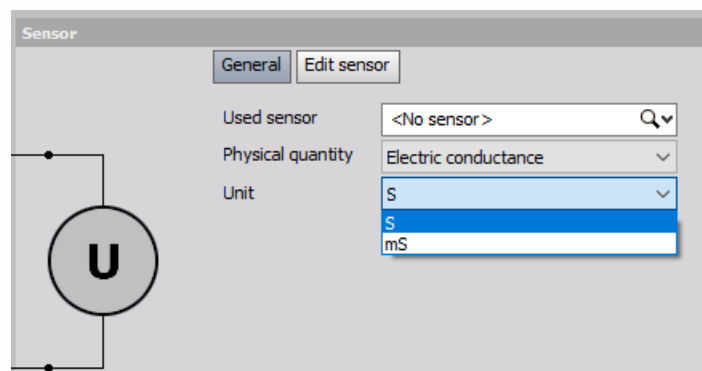 Sensor
General Edit sensor
Used sensor <No sensor>
Physical quantity Electric conductance
Unit S
S
mS
U